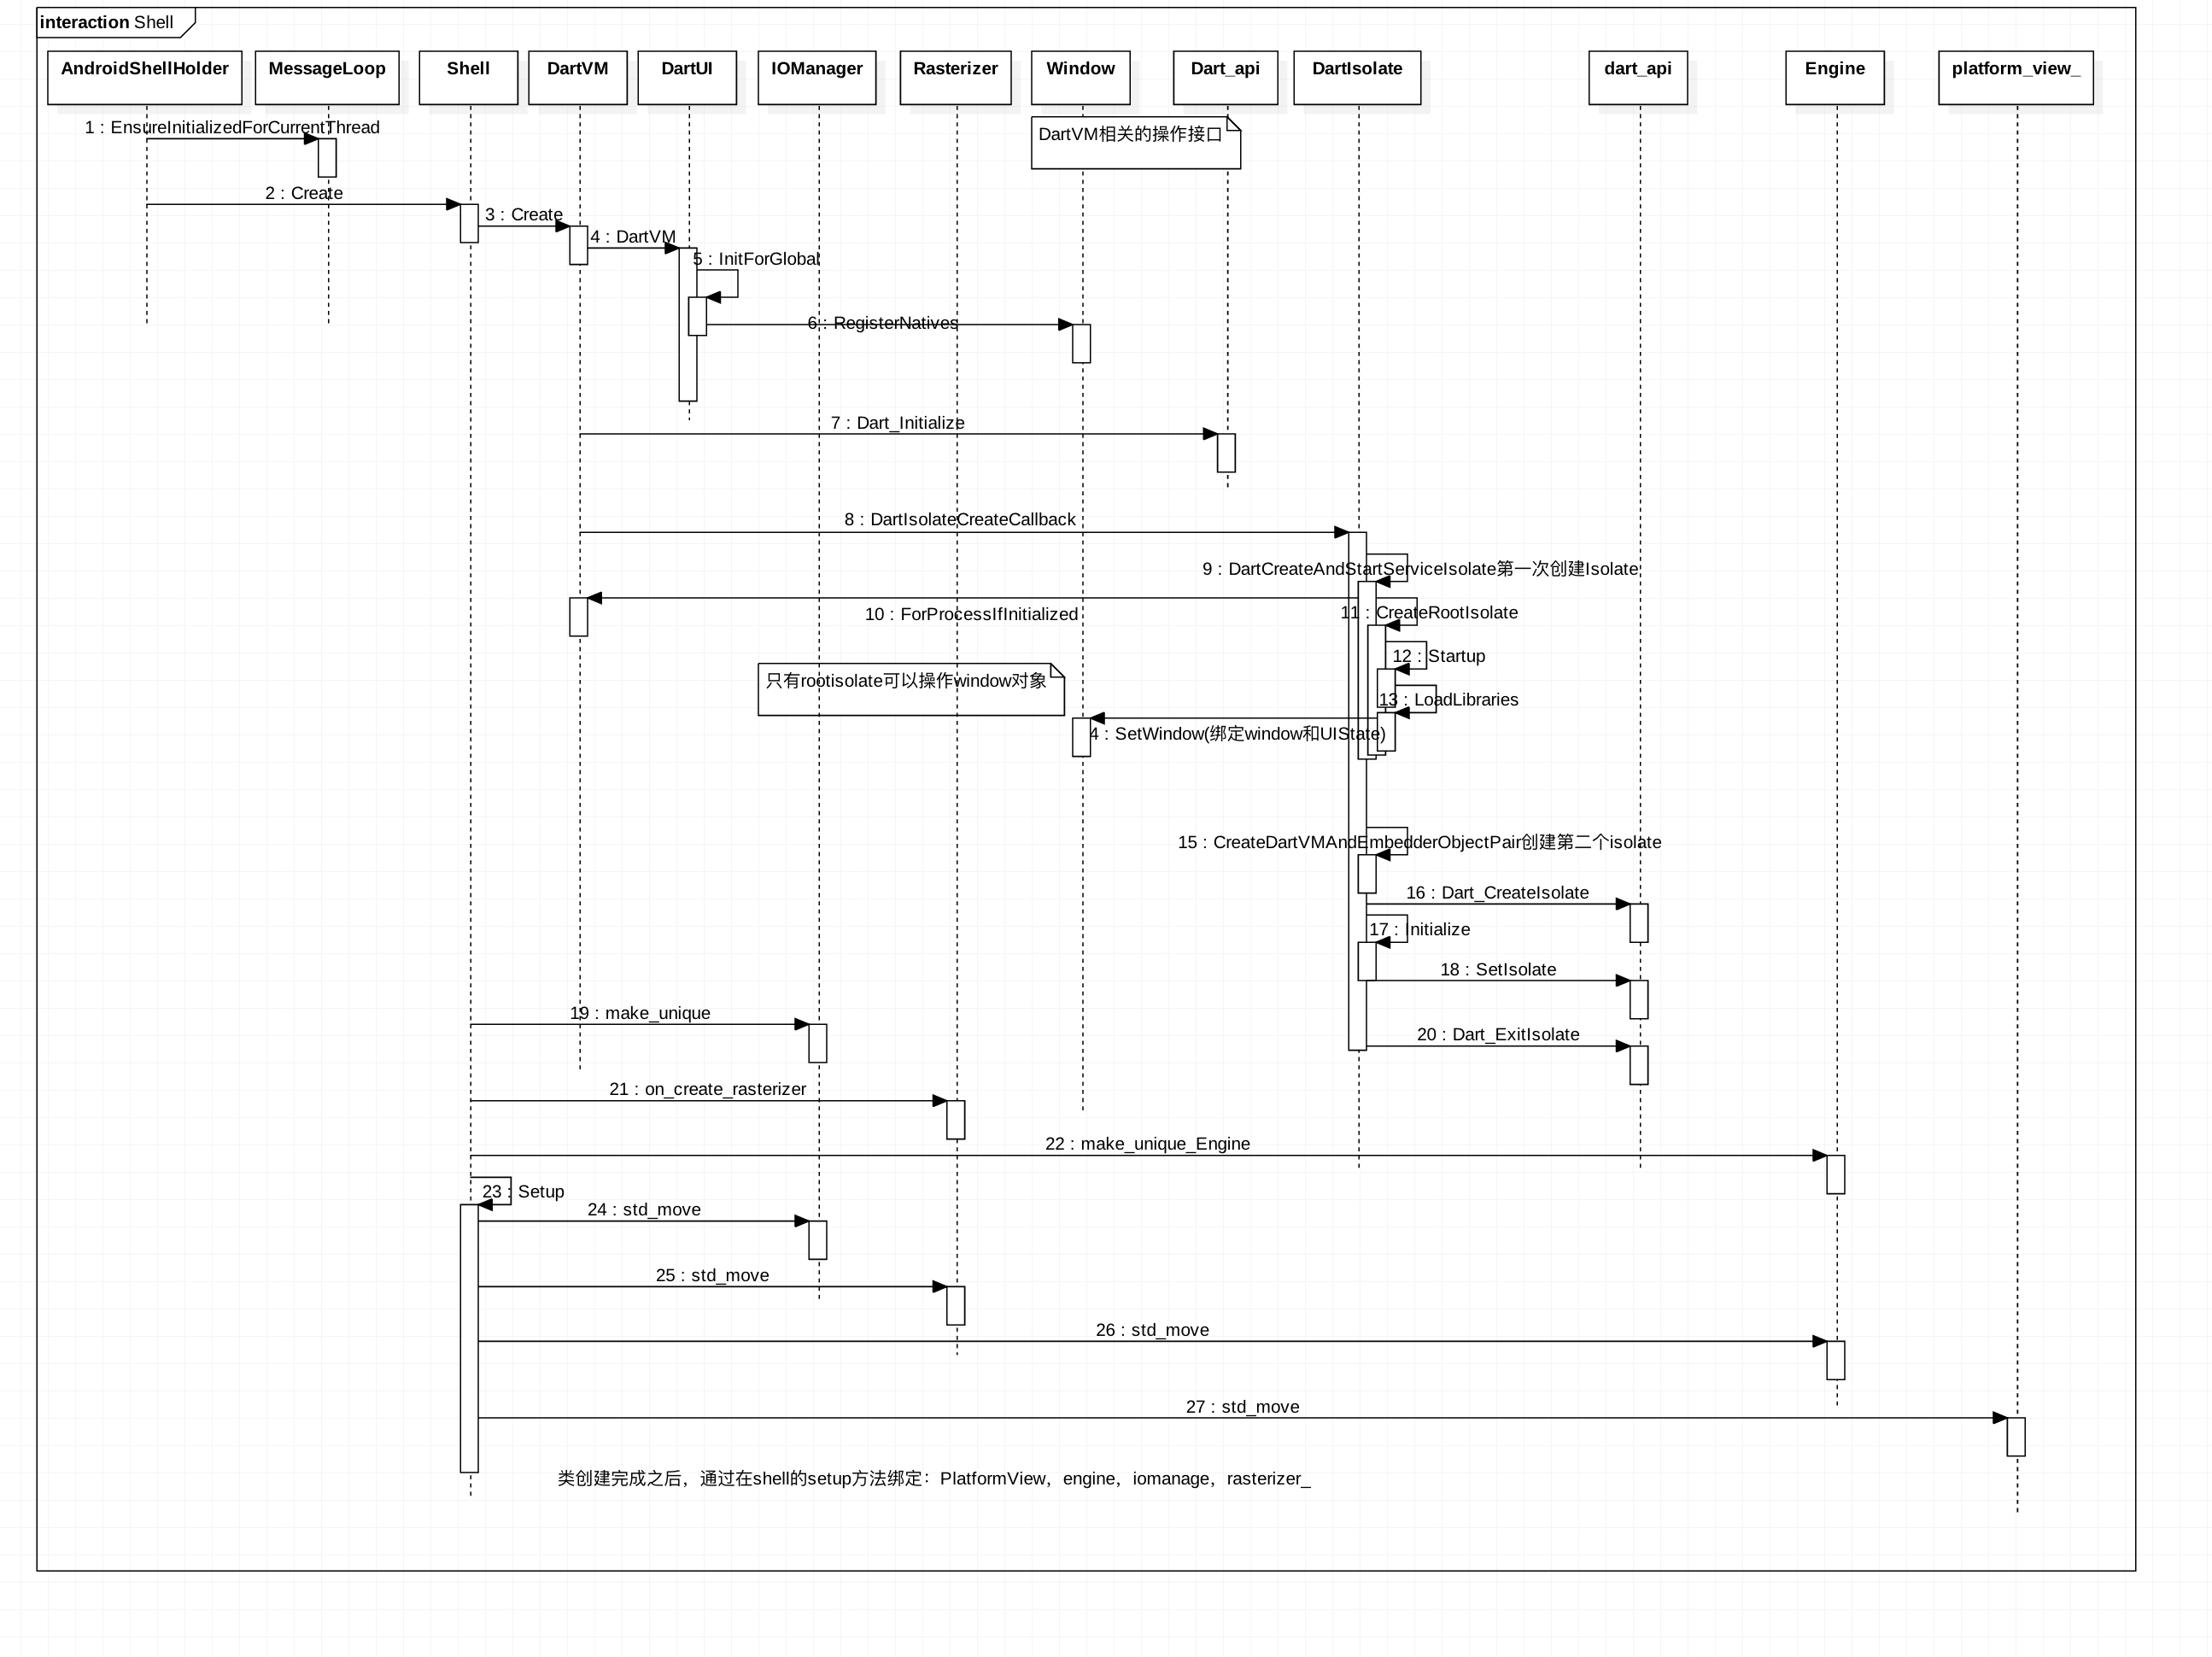 interaction Shell
AndroidShellHolder
MessageLoop
Shell
DartVM
DartUI
IOManager
Rasterizer
Window
Dart_api
DartIsolate
dart_api
Engine
platform_view_
1 : EnsureInitializedForCurrentThread
DartVM相关的操作接口
2 : Create
3 : Create
4 : DartVM
5 : InitForGlobal
6 : RegisterNatives
7 : Dart_Initialize
8 : DartIsolateCreateCallback
9 : DartCreateAndStartServiceIsolate第一次创建Isolate
10 : ForProcessIfInitialized
11 : CreateRootIsolate
12 : Startup
只有rootisolate可以操作window对象
13 : LoadLibraries
4 : SetWindow(绑定window和UIState)
15 : CreateDartVMAndEmbedderObjectPair创建第二个isolate
16 : Dart_CreateIsolate
17 : Initialize
18 : SetIsolate
19 : make_unique
20 : Dart_ExitIsolate
21 : on_create_rasterizer
22 : make_unique_Engine
23 : Setup
24 : std_move
25 : std_move
26 : std_move
27 : std_move
类创建完成之后，通过在shell的setup方法绑定：PlatformView，engine，iomanage，rasterizer_